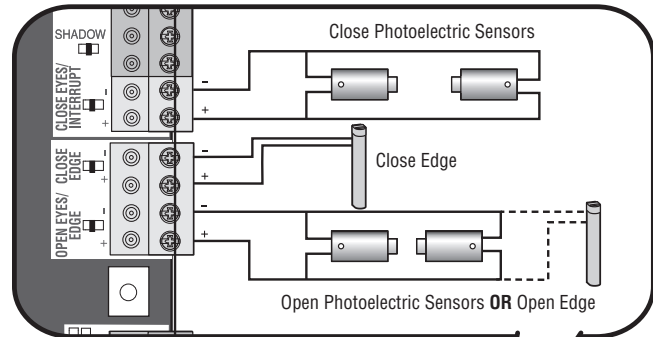 SHADOW
Close Photoelectric Sensors
CLOSE EYES/
INTERRUPT
-
+
-
+
CLOSE
EDGE
-
+
-
+
Close Edge
OPEN EYES/
EDGE
-
+
-
+
Open Photoelectric Sensors OR Open Edge